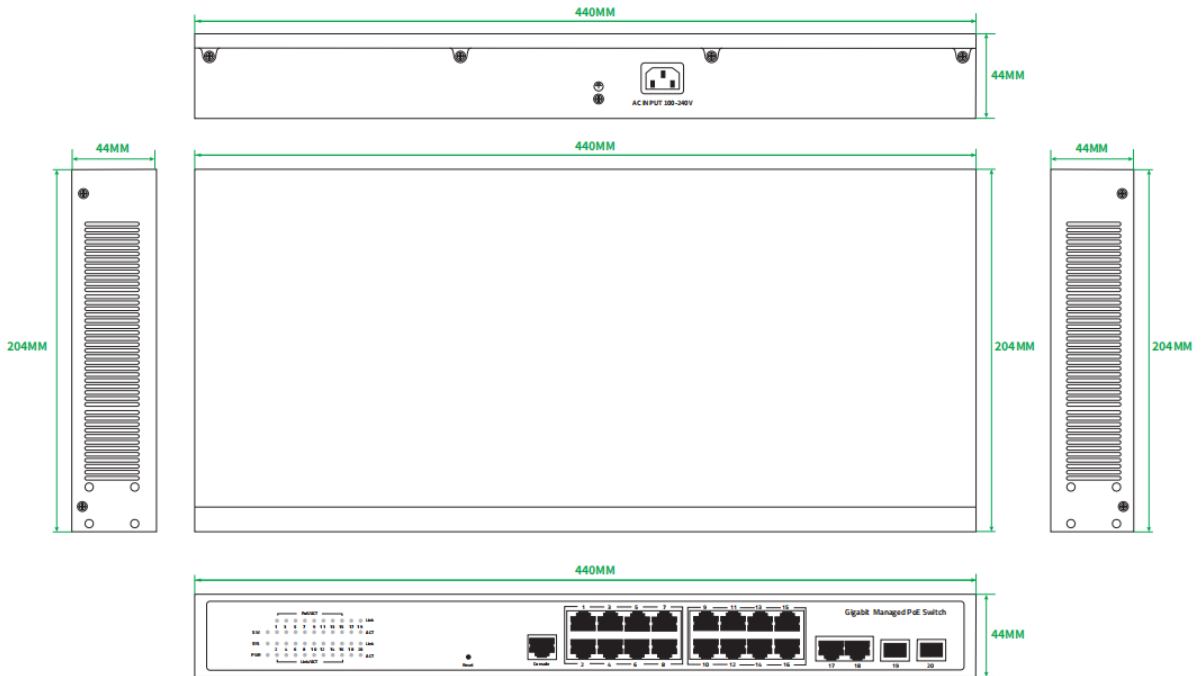 440MM
44MM
AC INPUT 100-240V
44MM
440MM
44MM
204MM
204MM
204MM
440MM
PoE/ACT
Link
1 3 5 7 9 11 13 15 17 19
ACT
SYS
Link
2 4 6 8 10 12 14 16 18 20
PWR
ACT
Link/ACT
Reset
Console
1 3 5 7
9 11 13 15
2 4 6 8
10 12 14 16
Gigabit Managed PoE Switch
17 18
19
20
44MM